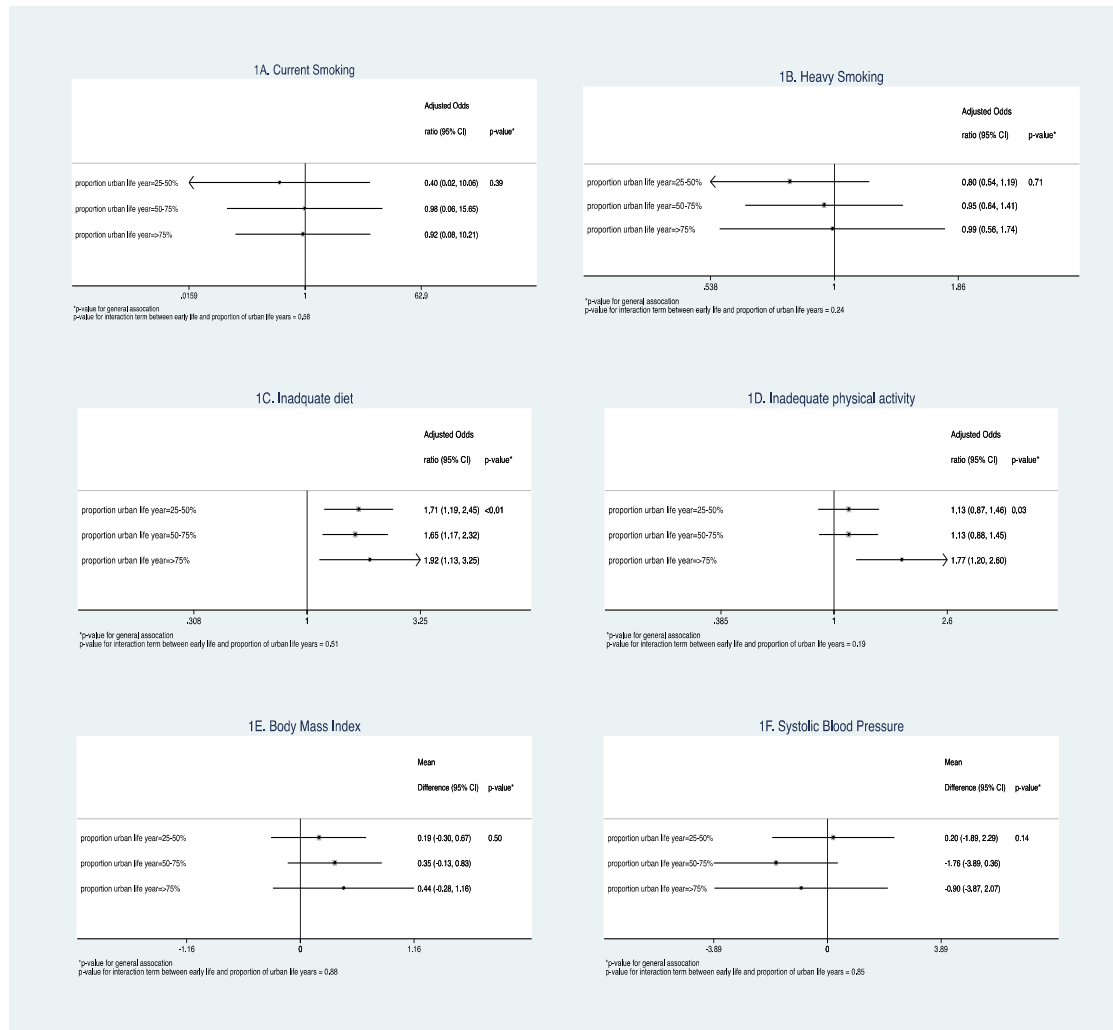 1A. Current Smoking
Adjusted Odds
ratio (95% CI) p-value*
proportion urban life year=25-50% 0.40 (0.02, 10.06) 0.39
proportion urban life year=50-75% 0.98 (0.06, 15.65)
proportion urban life year=>75% 0.92 (0.08, 10.21)
.0159 1 62.9
*p-value for general assocation
p-value for interaction term between early life and proportion of urban life years = 0.58
1B. Heavy Smoking
Adjusted Odds
ratio (95% CI) p-value*
proportion urban life year=25-50% 0.80 (0.54, 1.19) 0.71
proportion urban life year=50-75% 0.95 (0.64, 1.41)
proportion urban life year=>75% 0.99 (0.56, 1.74)
.538 1 1.86
*p-value for general assocation
p-value for interaction term between early life and proportion of urban life years = 0.24
1C. Inadquate diet
Adjusted Odds
ratio (95% CI) p-value*
proportion urban life year=25-50% 1.71 (1.19, 2.45) <0.01
proportion urban life year=50-75% 1.65 (1.17, 2.32)
proportion urban life year=>75% 1.92 (1.13, 3.25)
.308 1 3.25
*p-value for general assocation
p-value for interaction term between early life and proportion of urban life years = 0.51
1D. Inadequate physical activity
Adjusted Odds
ratio (95% CI) p-value*
proportion urban life year=25-50% 1.13 (0.87, 1.46) 0.03
proportion urban life year=50-75% 1.13 (0.88, 1.45)
proportion urban life year=>75% 1.77 (1.20, 2.60)
.385 1 2.6
*p-value for general assocation
p-value for interaction term between early life and proportion of urban life years = 0.19
1E. Body Mass Index
Mean
Difference (95% CI) p-value*
proportion urban life year=25-50% 0.19 (-0.30, 0.67) 0.50
proportion urban life year=50-75% 0.35 (-0.13, 0.83)
proportion urban life year=>75% 0.44 (-0.28, 1.16)
-1.16 0 1.16
*p-value for general assocation
p-value for interaction term between early life and proportion of urban life years = 0.88
1F. Systolic Blood Pressure
Mean
Difference (95% CI) p-value*
proportion urban life year=25-50% 0.20 (-1.89, 2.29) 0.14
proportion urban life year=50-75% -1.76 (-3.89, 0.36)
proportion urban life year=>75% -0.90 (-3.87, 2.07)
-3.89 0 3.89
*p-value for general assocation
p-value for interaction term between early life and proportion of urban life years = 0.85